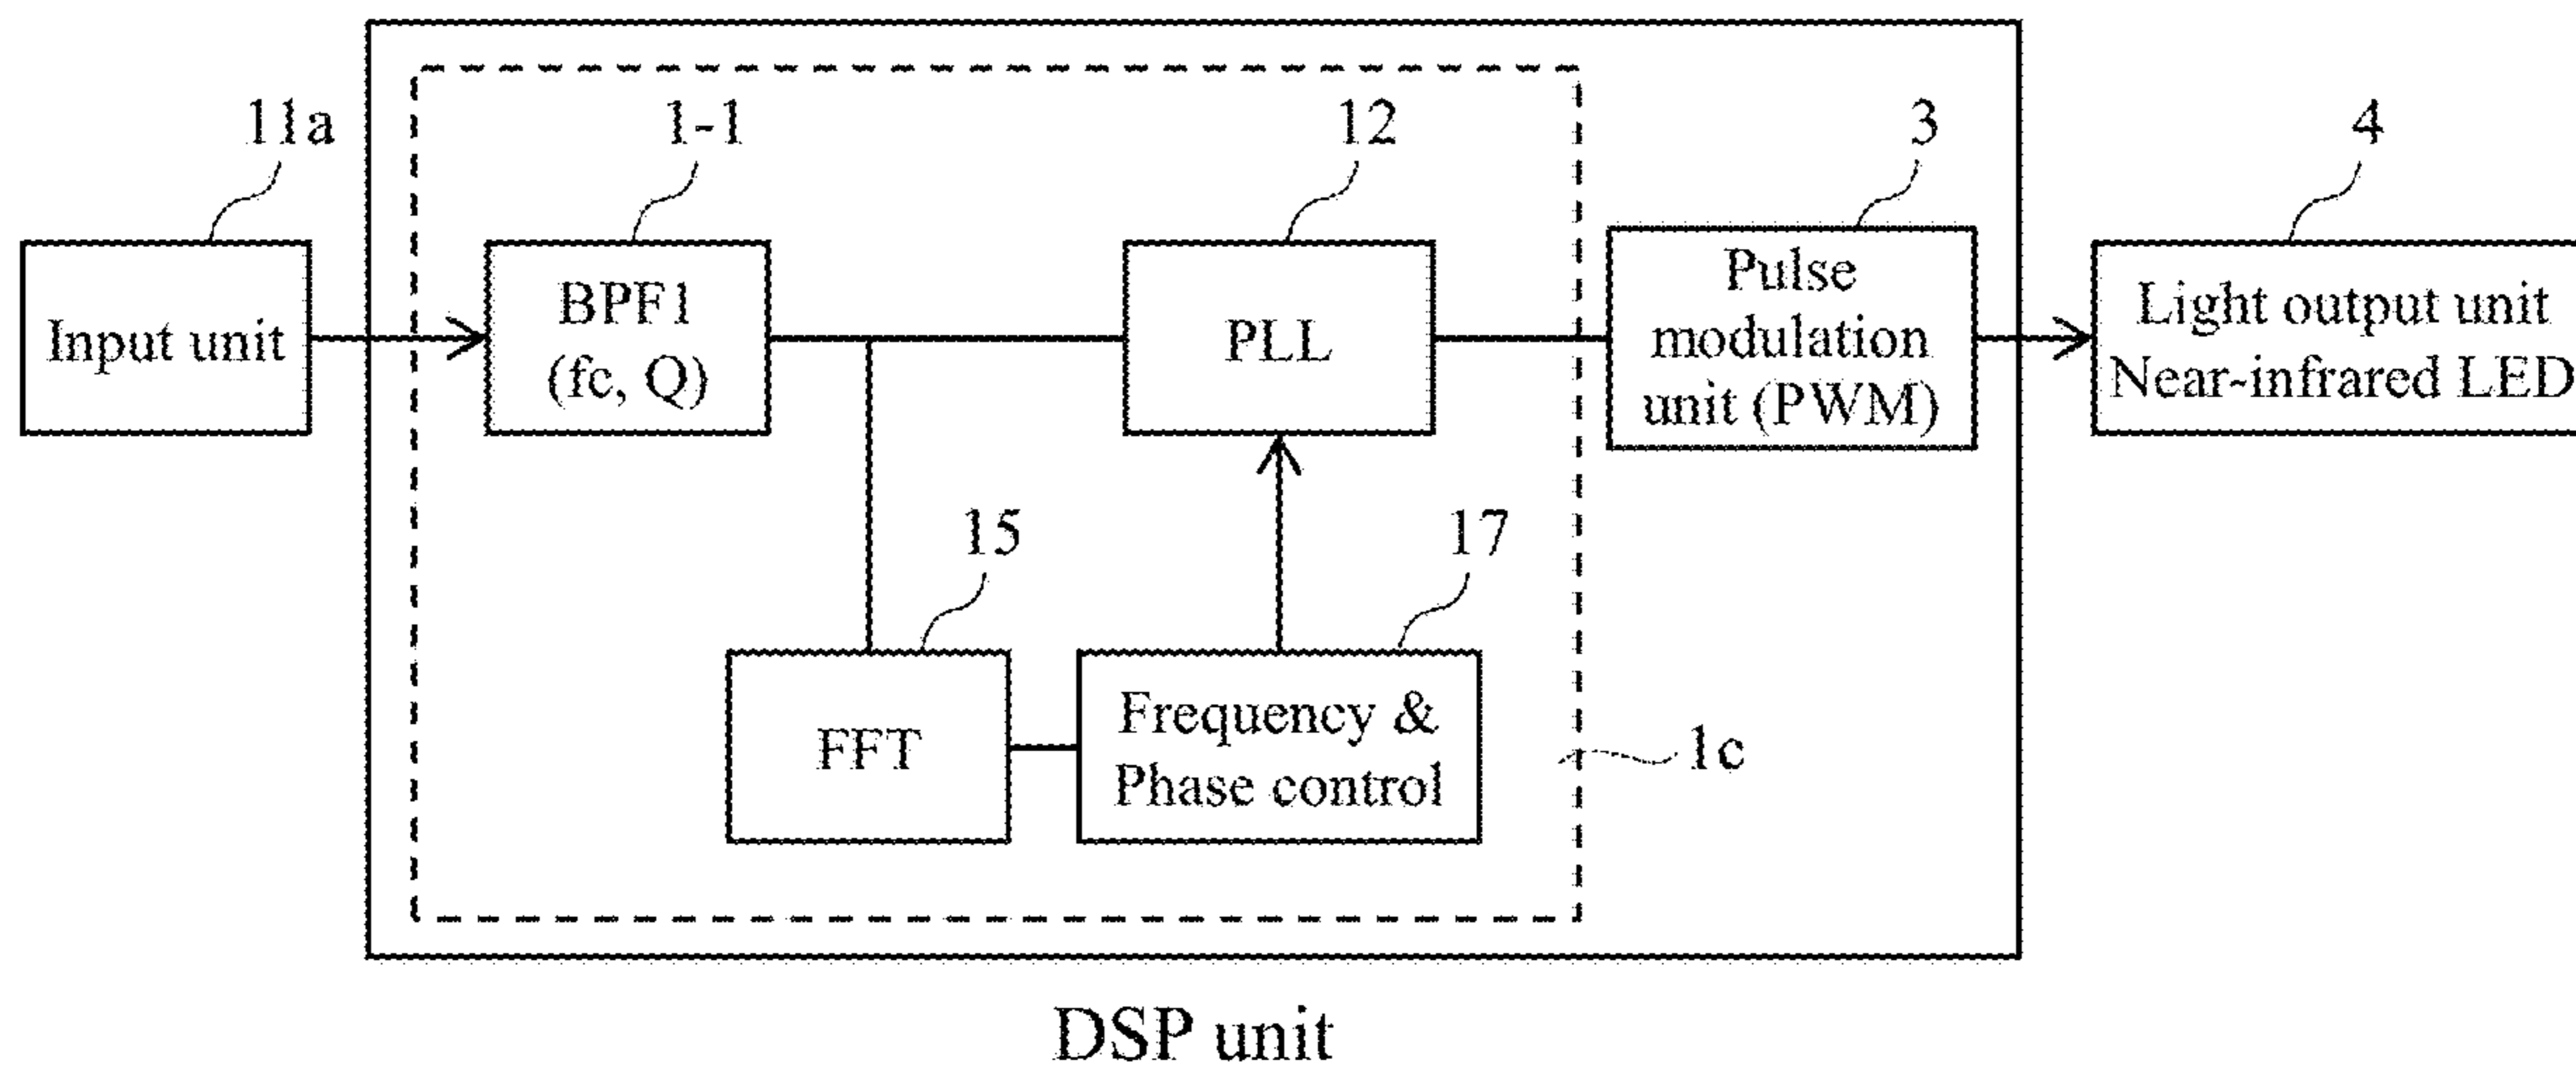 11a
1-1
12
3
4
Input unit
BPF1
(fc, Q)
PLL
Pulse
modulation
unit (PWM)
Light output unit
Near-infrared LED
15
17
FFT
Frequency &
Phase control
1c
DSP unit